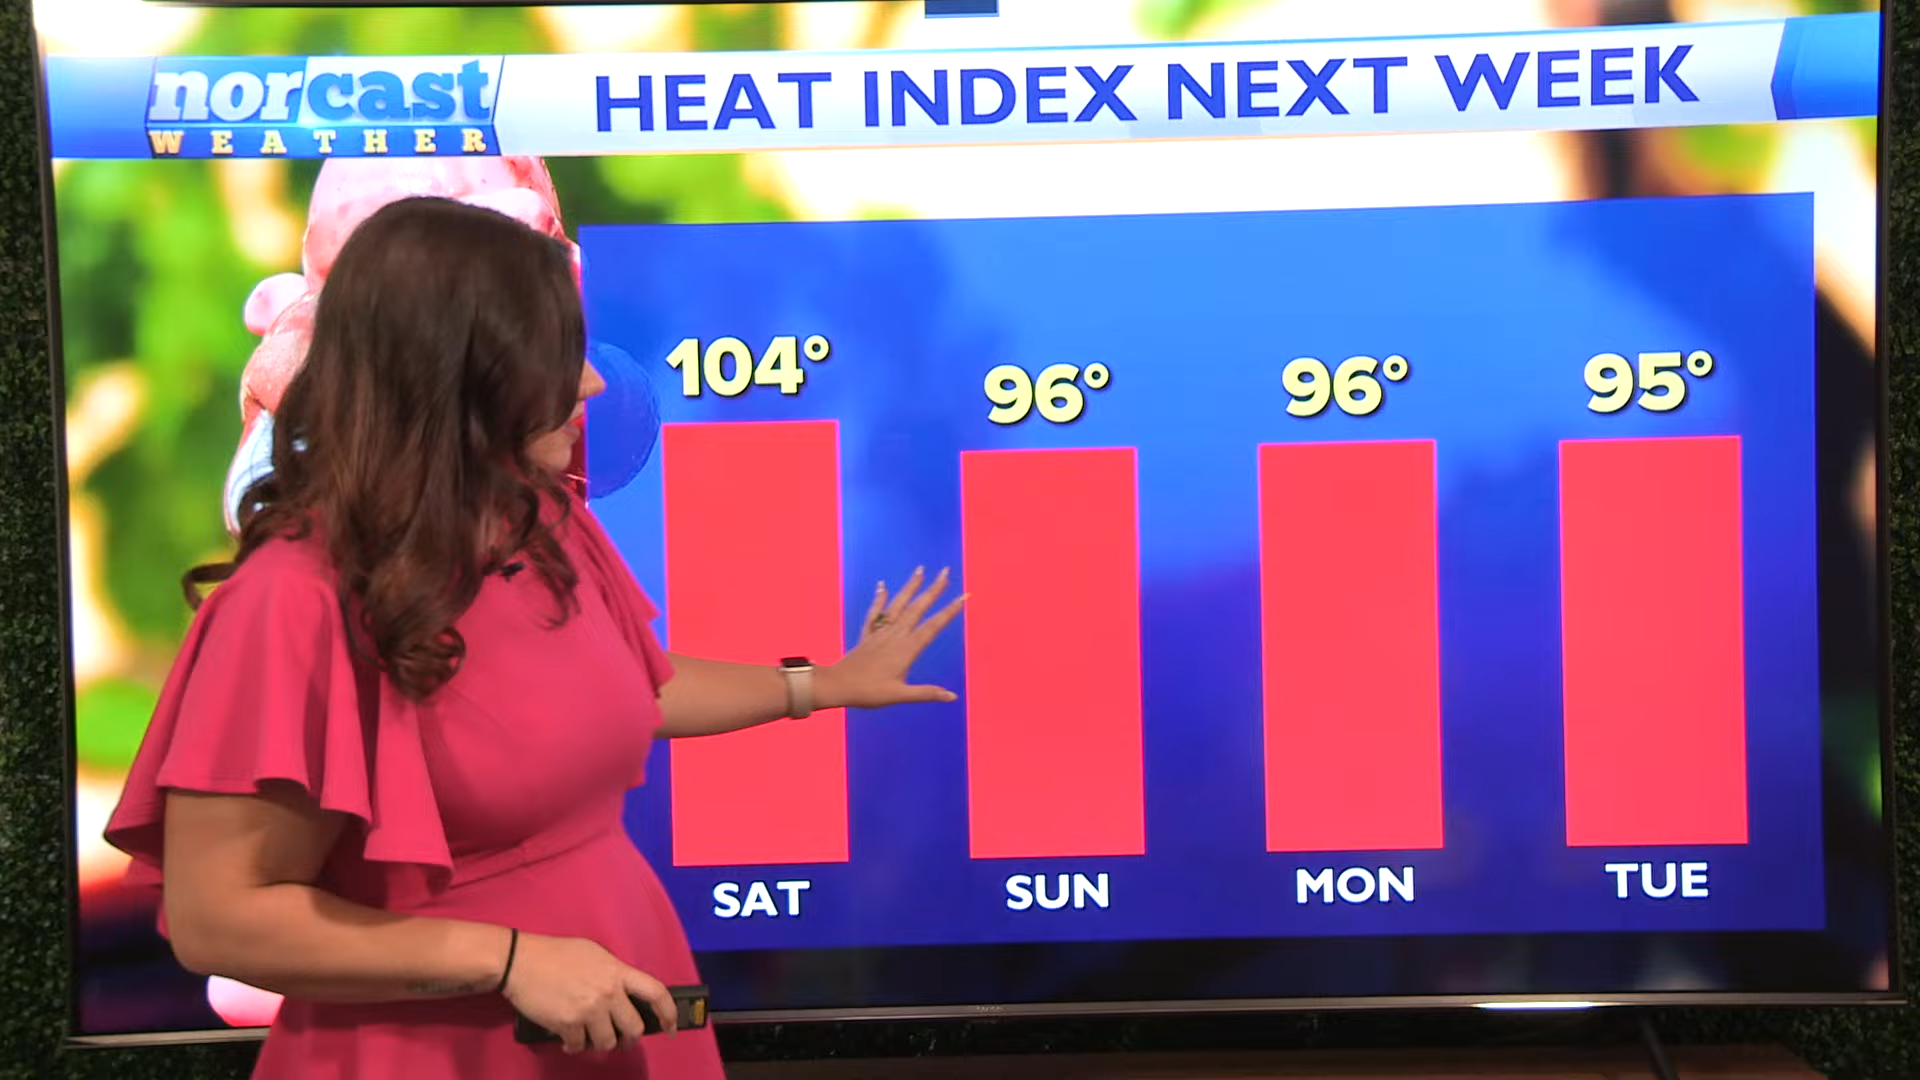 norcast
WEATHER
HEAT INDEX NEXT WEEK
104° 96° 96° 95°
SAT SUN MON TUE